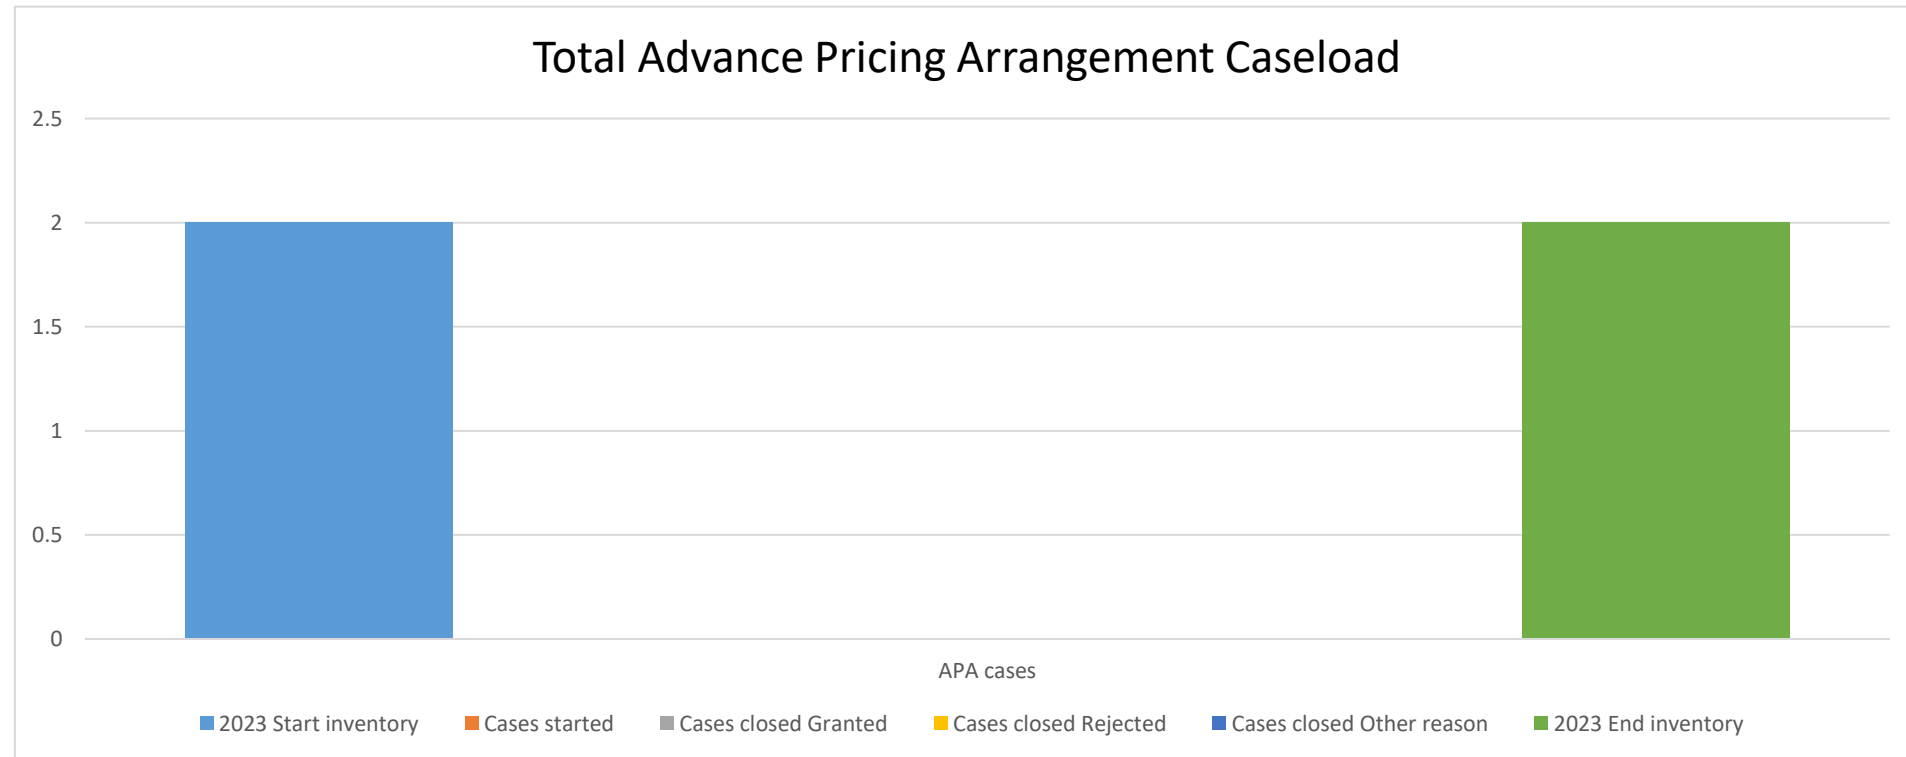 Total Advance Pricing Arrangement Caseload
2.5
2
1.5
1
0.5
0
APA cases
2023 Start inventory Cases started Cases closed Granted Cases closed Rejected Cases closed Other reason 2023 End inventory